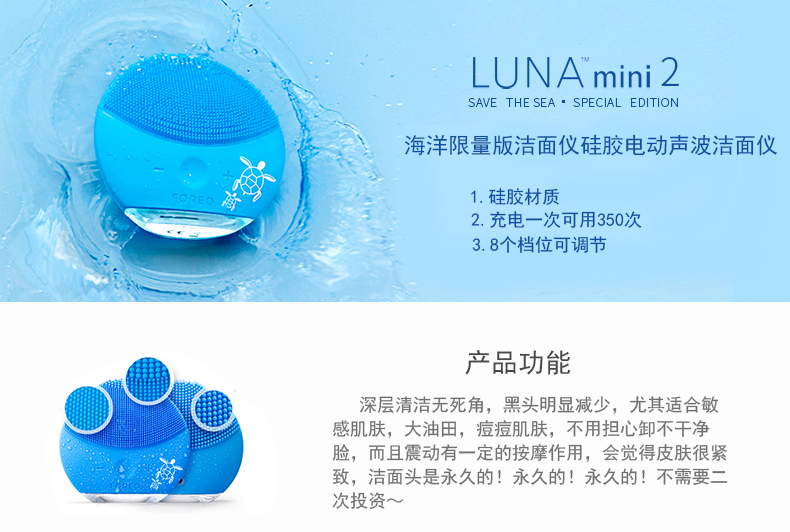 LUNA™ mini 2
SAVE THE SEA • SPECIAL EDITION
海洋限量版洁面仪硅胶电动声波洁面仪
1.硅胶材质
2.充电一次可用350次
3.8个档位可调节
FOREO
产品功能
深层清洁无死角，黑头明显减少，尤其适合敏
感肌肤，大油田，痘痘肌肤，不用担心卸不干净
脸，而且震动有一定的按摩作用，会觉得皮肤很紧
致，洁面头是永久的！永久的！永久的！不需要二
次投资～
FOREO